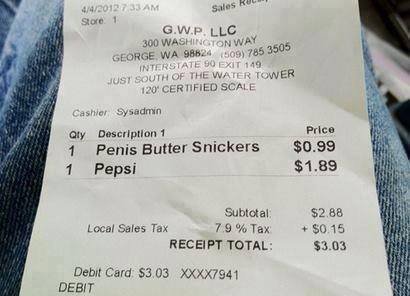 4/4/2012 7:33 AM
Store: 1
Sales Receipt
G.W.P. LLC
300 WASHINGTON WAY
GEORGE, WA 98824 (509) 785 3505
INTERSTATE 90 EXIT 149
JUST SOUTH OF THE WATER TOWER
120' CERTIFIED SCALE
Cashier: Sysadmin
Qty Description 1 Price
1 Penis Butter Snickers $0.99
1 Pepsi $1.89
Subtotal: $2.88
Local Sales Tax 7.9 % Tax: + $0.15
RECEIPT TOTAL: $3.03
Debit Card: $3.03 XXXX7941
DEBIT